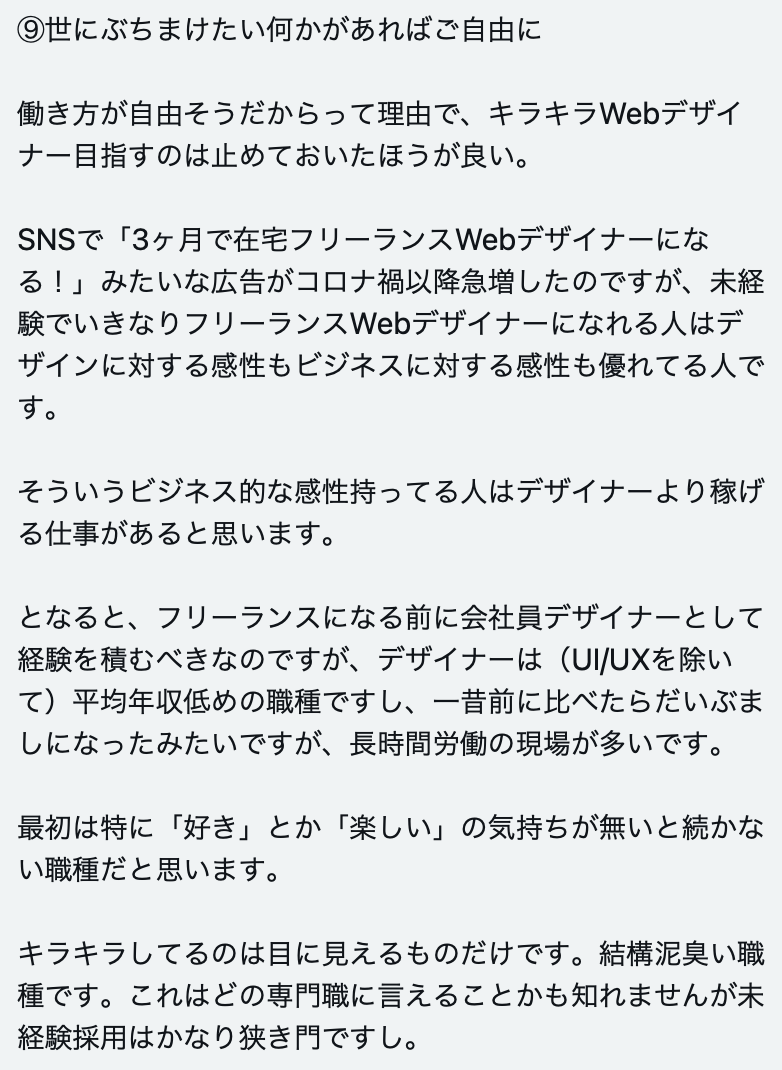 ⑨世にぶちまけたい何かがあればご自由に
働き方が自由そうだからって理由で、キラキラWebデザイ
ナー目指すのは止めておいたほうが良い。
SNSで「3ヶ月で在宅フリーランスWebデザイナーにな
る！」みたいな広告がコロナ禍以降急増したのですが、未経
験でいきなりフリーランスWebデザイナーになれる人はデ
ザインに対する感性もビジネスに対する感性も優れてる人で
す。
そういうビジネス的な感性持ってる人はデザイナーより稼げ
る仕事があると思います。
となると、フリーランスになる前に会社員デザイナーとして
経験を積むべきなのですが、デザイナーは（UI/UXを除い
て）平均年収低めの職種ですし、一昔前に比べたらだいぶま
しになったみたいですが、長時間労働の現場が多いです。
最初は特に「好き」とか「楽しい」の気持ちが無いと続かな
い職種だと思います。
キラキラしてるのは目に見えるものだけです。結構泥臭い職
種です。これはどの専門職に言えることかも知れませんが未
経験採用はかなり狭き門ですし。